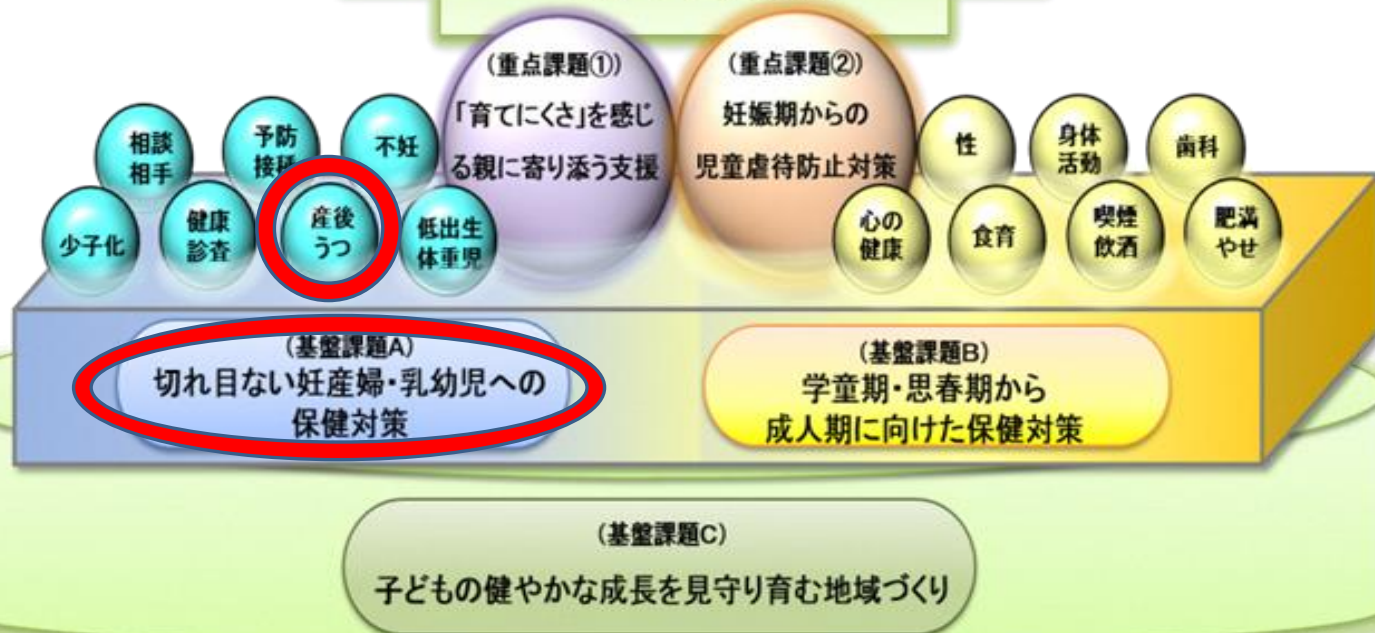 (重点課題①)
「育てにくさ」を感じ
る親に寄り添う支援
(重点課題②)
妊娠期からの
児童虐待防止対策
相談
相手
予防
接種
不妊
少子化
健康
診査
産後
うつ
低出生
体重児
性
身体
活動
歯科
心の
健康
食育
喫煙
飲酒
肥満
やせ
(基盤課題A)
切れ目ない妊産婦・乳幼児への
保健対策
(基盤課題B)
学童期・思春期から
成人期に向けた保健対策
(基盤課題C)
子どもの健やかな成長を見守り育む地域づくり